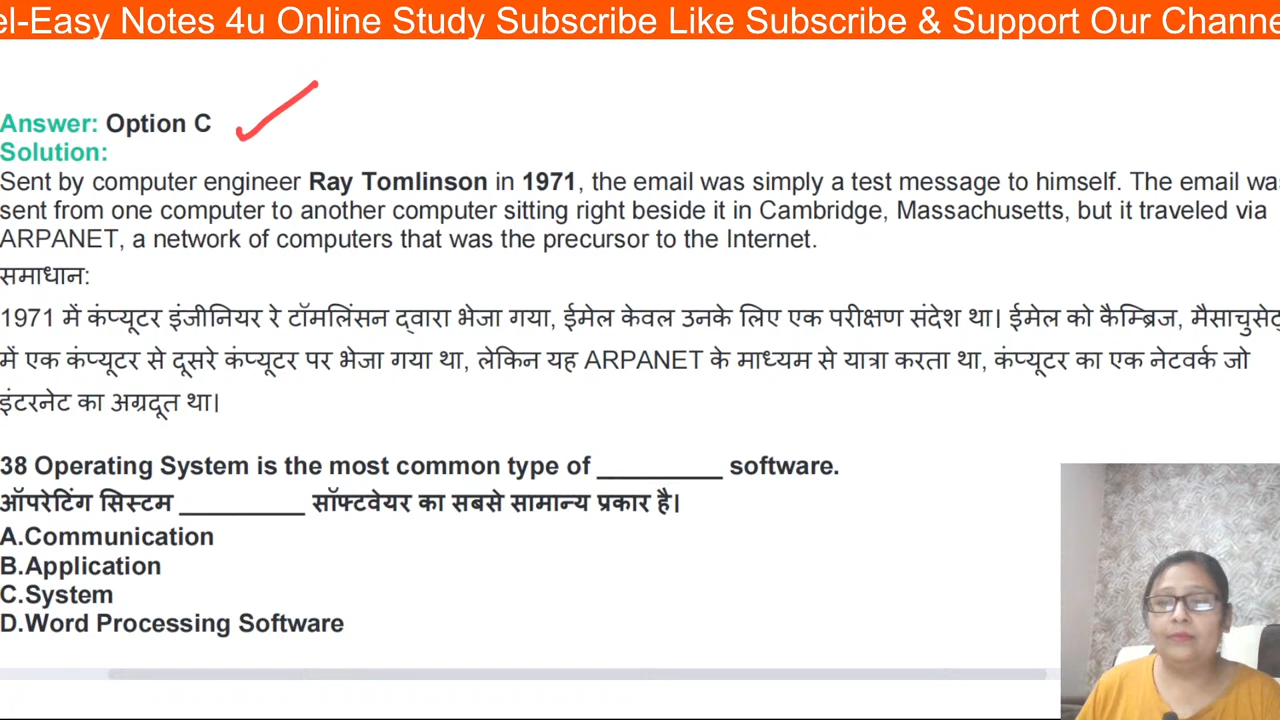 el-Easy Notes 4u Online Study Subscribe Like Subscribe & Support Our Channe
Answer: Option C
Solution:
Sent by computer engineer Ray Tomlinson in 1971, the email was simply a test message to himself. The email was
sent from one computer to another computer sitting right beside it in Cambridge, Massachusetts, but it traveled via
ARPANET, a network of computers that was the precursor to the Internet.
समाधान:
1971 में कंप्यूटर इंजीनियर रे टॉमलिंसन द्वारा भेजा गया, ईमेल केवल उनके लिए एक परीक्षण संदेश था। ईमेल को कैम्ब्रिज, मैसाचुसेट्
में एक कंप्यूटर से दूसरे कंप्यूटर पर भेजा गया था, लेकिन यह ARPANET के माध्यम से यात्रा करता था, कंप्यूटर का एक नेटवर्क जो
इंटरनेट का अग्रदूत था।
38 Operating System is the most common type of _________ software.
ऑपरेटिंग सिस्टम _________ सॉफ्टवेयर का सबसे सामान्य प्रकार है।
A.Communication
B.Application
C.System
D.Word Processing Software